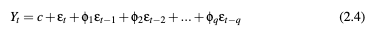 Yₜ = c + εₜ + ϕ₁εₜ₋₁ + ϕ₂εₜ₋₂ + ... + ϕqεₜ₋q (2.4)